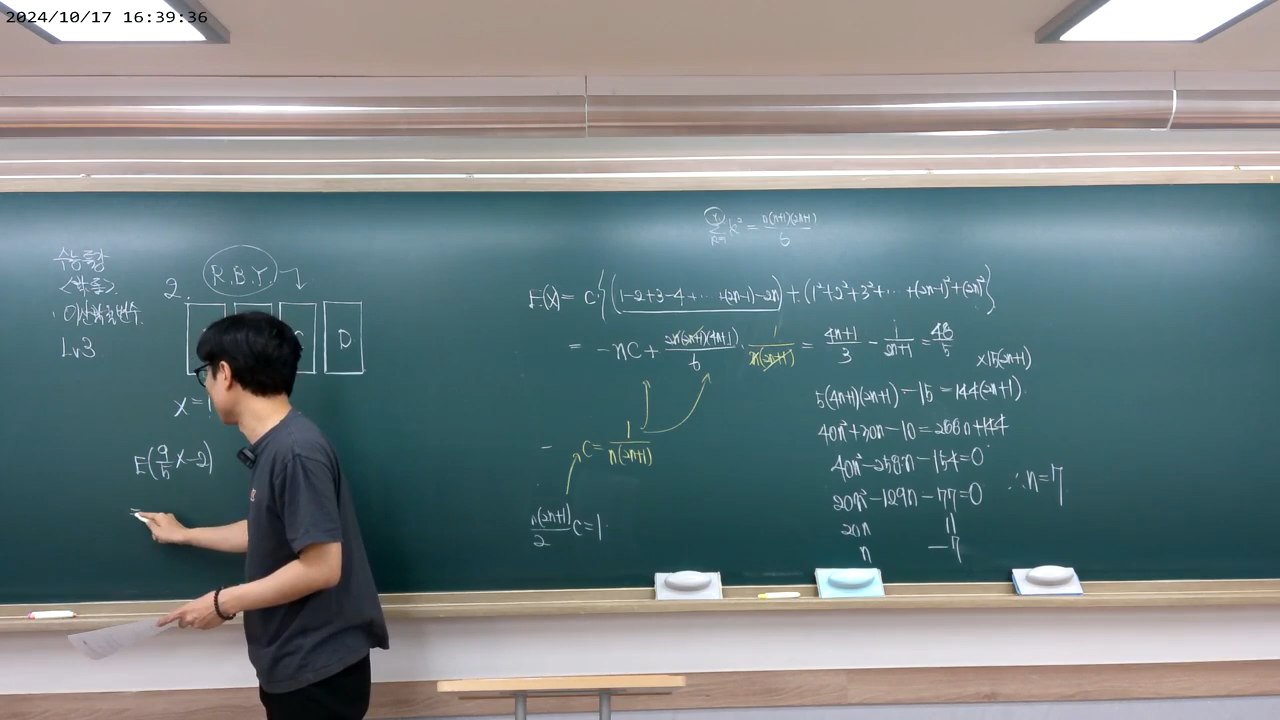 2024/10/17 16:39:36
수능특강
<확통>
이산확률변수
Lv3
2.
R.B.Y
D
X=1
E(9/5 X-2)
=
Σ k² = n(n+1)(2n+1)/6
E(X)= C{(1-2+3-4+⋯+(2n-1)-2n)+(1²+2²+3²+⋯+(2n-1)²+(2n)²}
= -nC+ 2n(2n+1)(4n+1)/6 · 1/n(2n+1) = 4n+1/3 - 1/2n+1 = 48/5
×15(2n+1)
- C= 1/n(2n+1)
n(2n+1)/2 C=1
5(4n+1)(2n+1)-15=144(2n+1)
40n²+30n-10=288n+144
40n²-258n-154=0
20n²-129n-77=0
∴n=7
20n 11
n -7